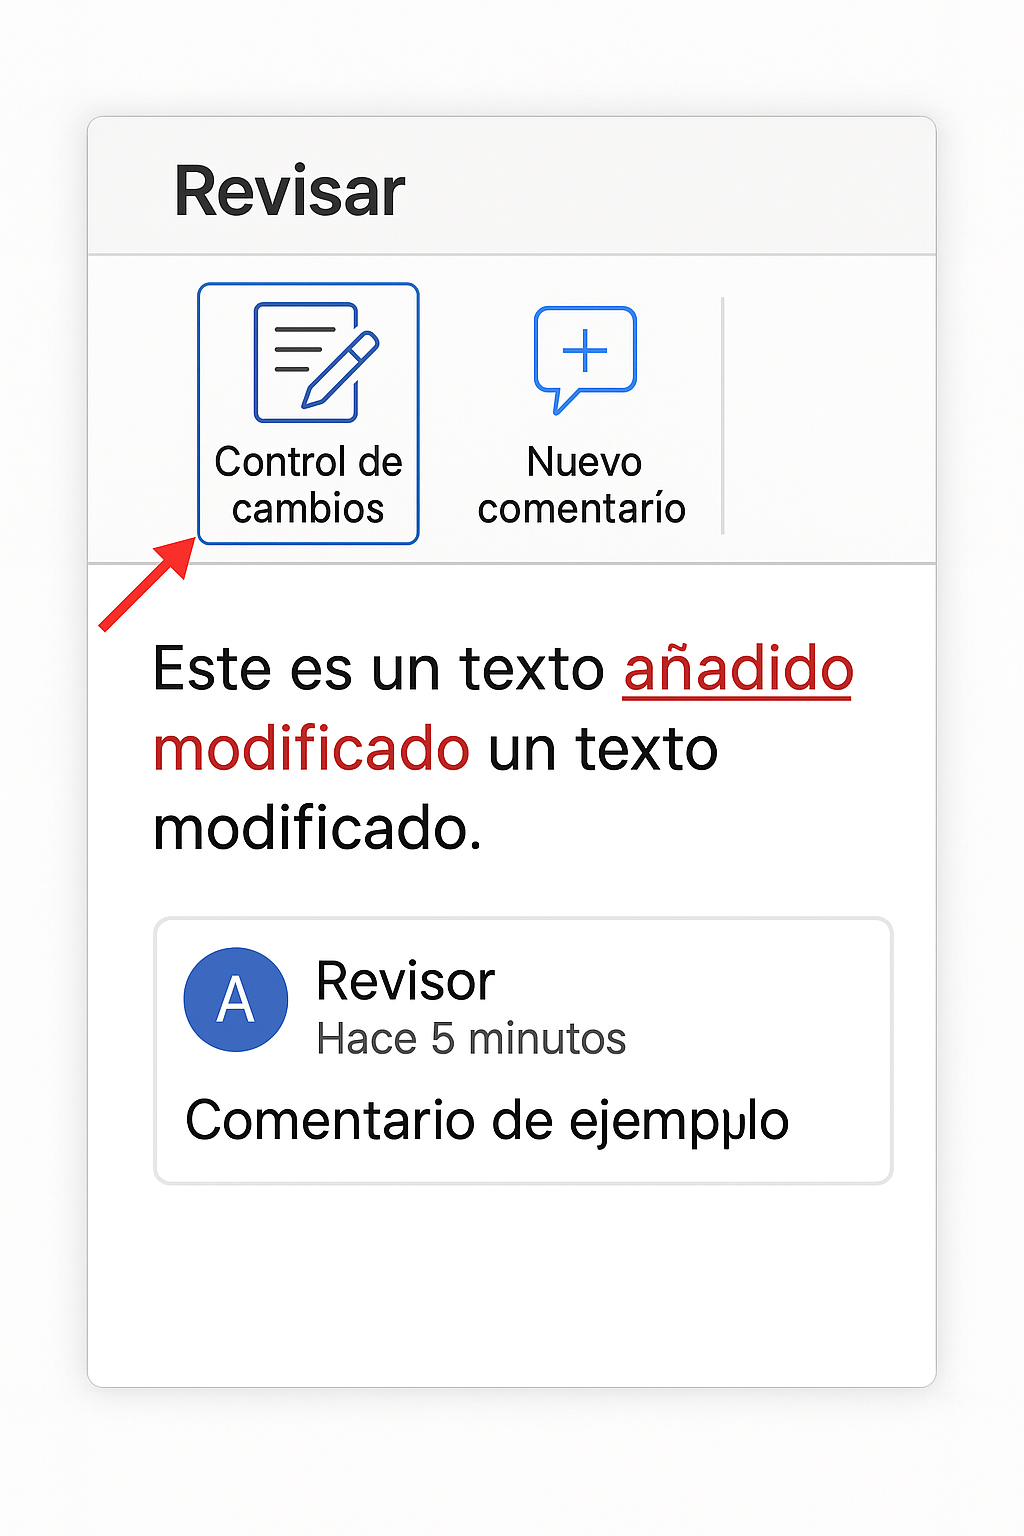 Revisar
Control de
cambios
Nuevo
comentarío
Este es un texto añadido
modificado un texto
modificado.
A
Revisor
Hace 5 minutos
Comentario de ejempµlo